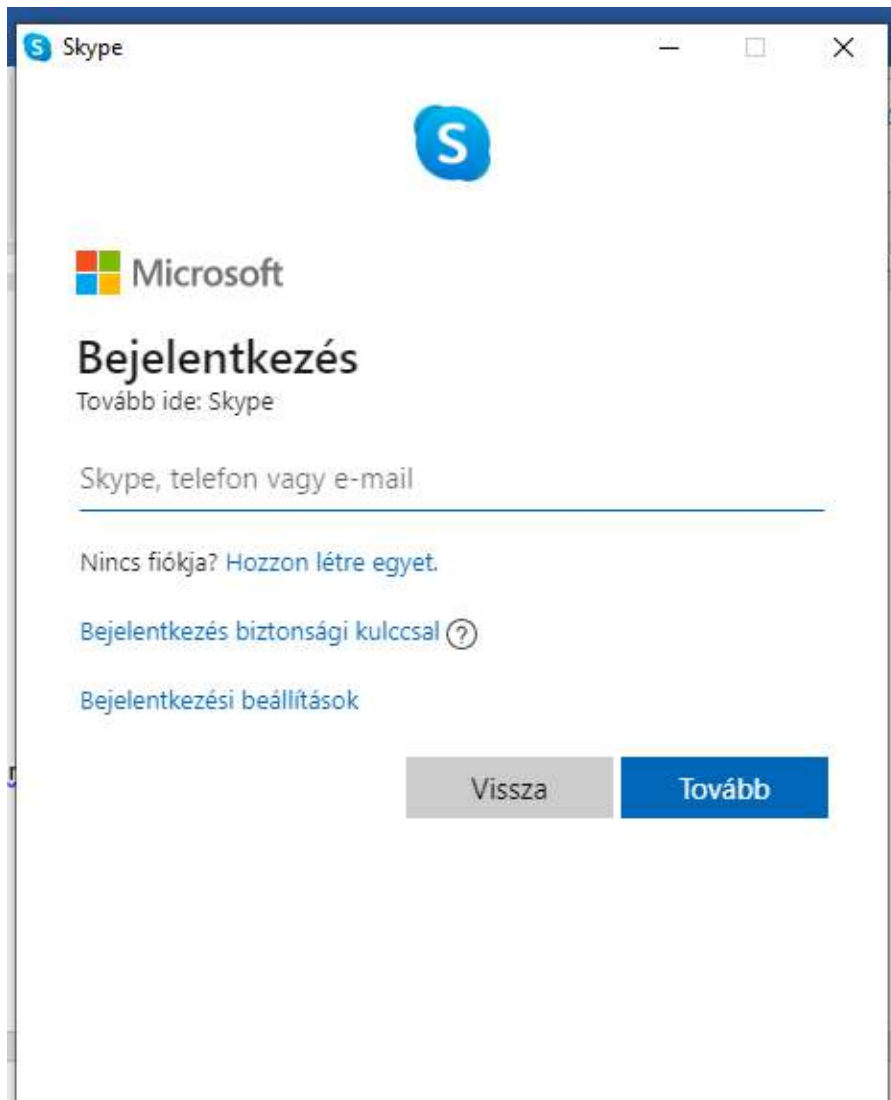 Skype
Microsoft
Bejelentkezés
Tovább ide: Skype
Skype, telefon vagy e-mail
Nincs fiókja? Hozzon létre egyet.
Bejelentkezés biztonsági kulccsal ?
Bejelentkezési beállítások
Vissza Tovább